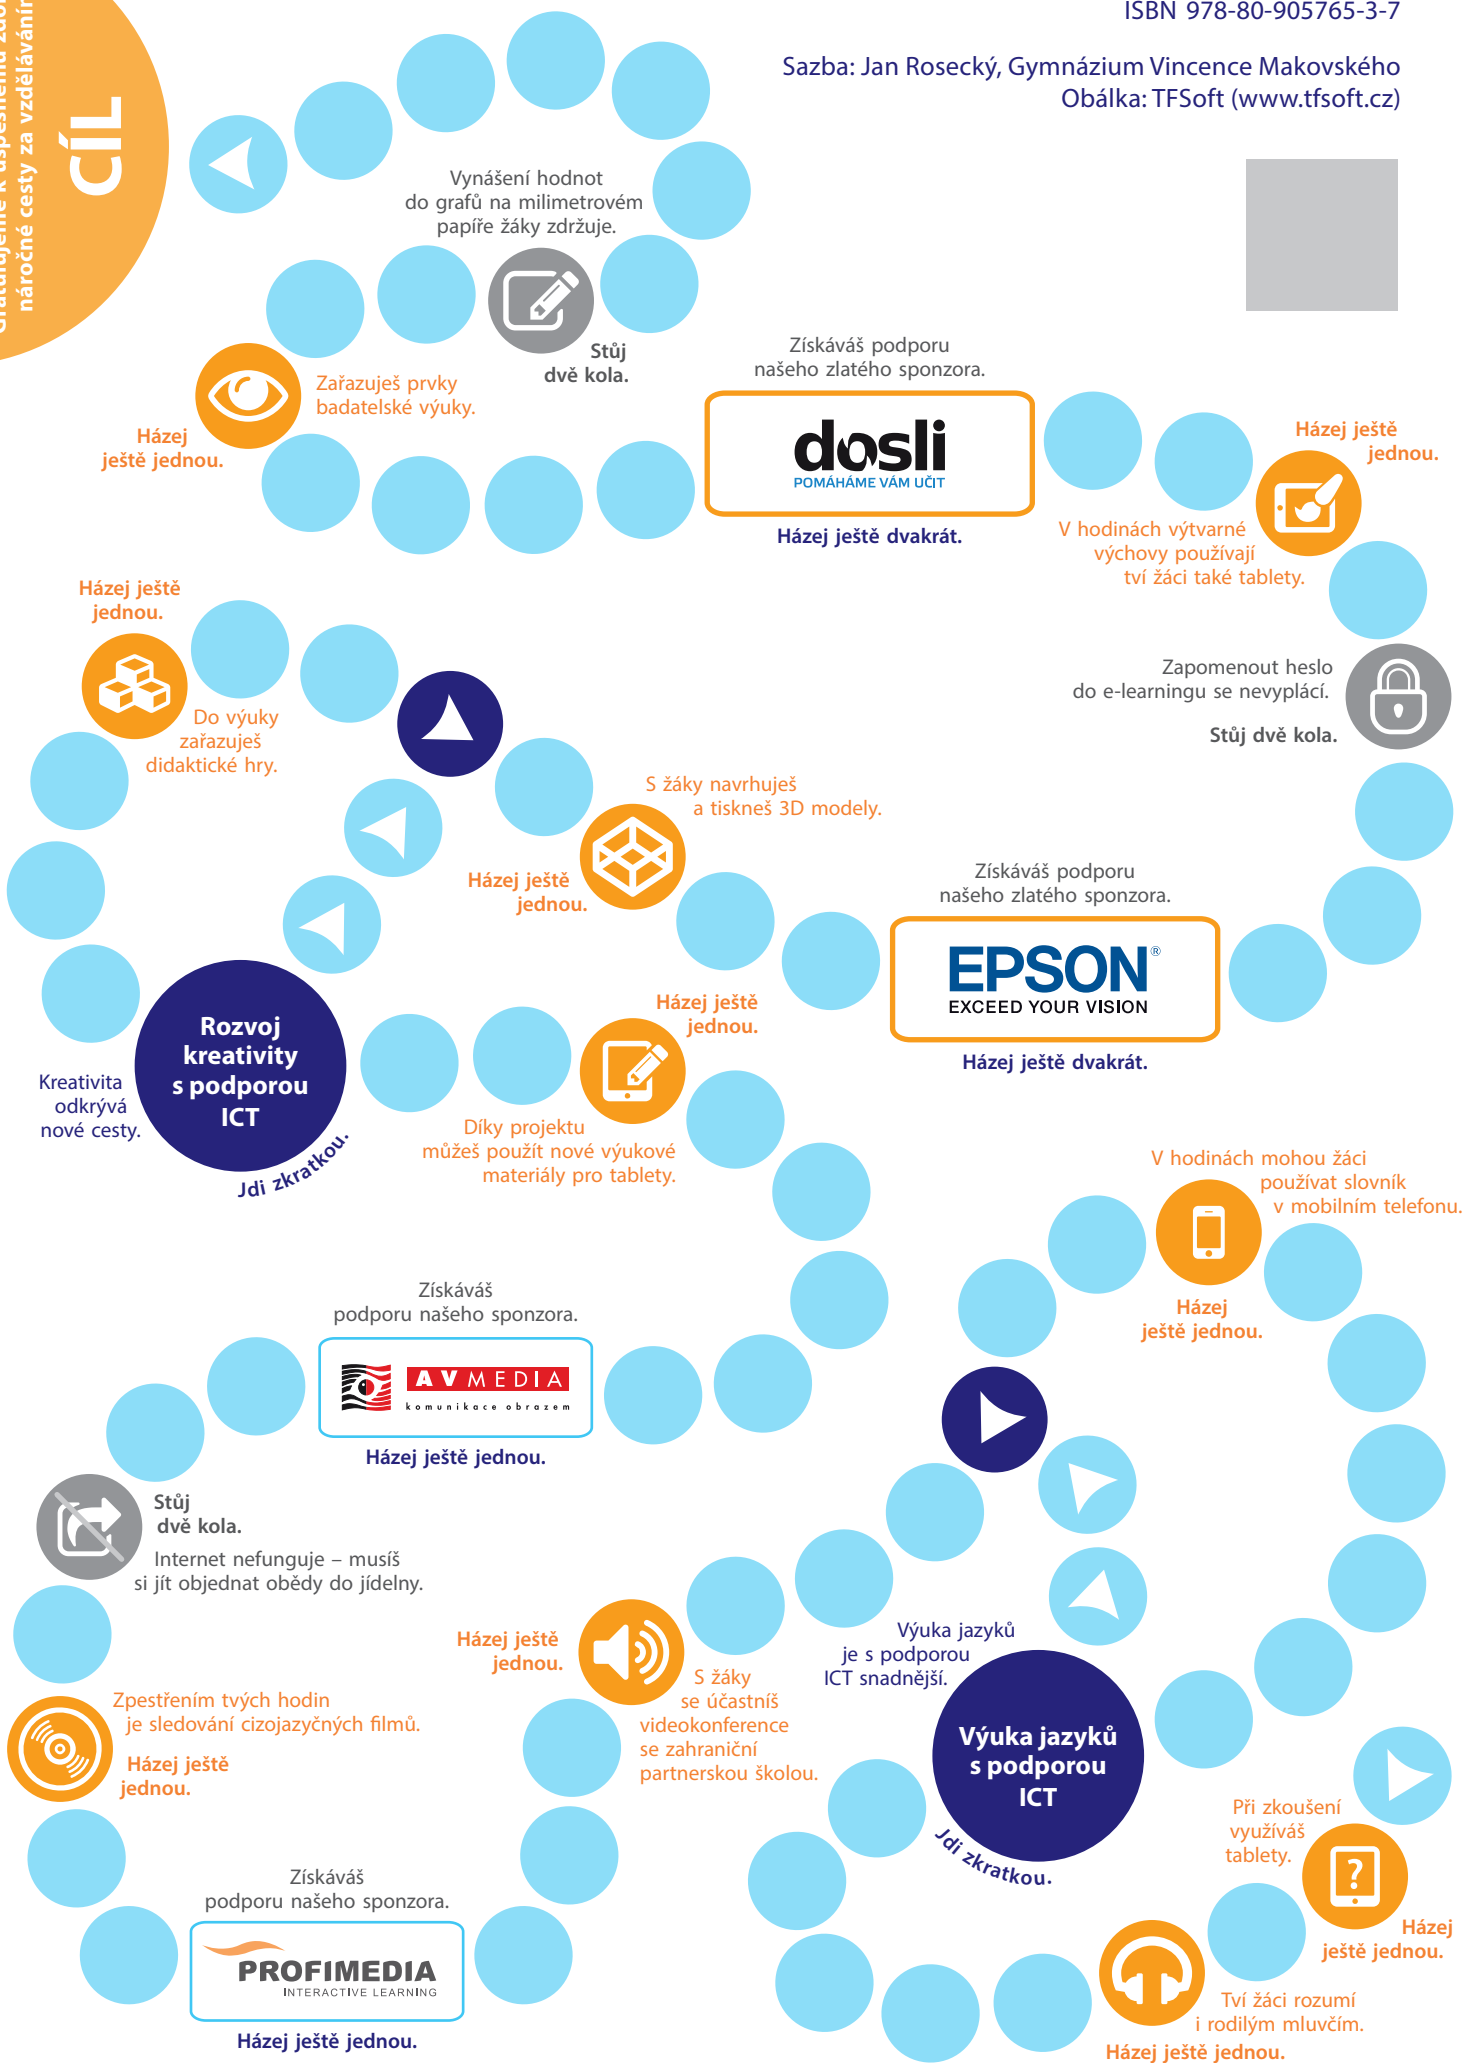 ISBN 978-80-905765-3-7
Sazba: Jan Rosecký, Gymnázium Vincence Makovského
Obálka: TFSoft (www.tfsoft.cz)
náročné cesty za vzděláním
CÍL
Vynášení hodnot
do grafů na milimetrovém
papíře žáky zdržuje.
Stůj
dvě kola.
Zařazuješ prvky
badatelské výuky.
Házej
ještě jednou.
Získáváš podporu
našeho zlatého sponzora.
dosli
POMÁHÁME VÁM UČIT
Házej ještě dvakrát.
Házej ještě
jednou.
V hodinách výtvarné
výchovy používají
tví žáci také tablety.
Házej ještě
jednou.
Do výuky
zařazuješ
didaktické hry.
Zapomenout heslo
do e-learningu se nevyplácí.
Stůj dvě kola.
S žáky navrhuješ
a tiskneš 3D modely.
Házej ještě
jednou.
Získáváš podporu
našeho zlatého sponzora.
EPSON®
EXCEED YOUR VISION
Házej ještě dvakrát.
Rozvoj
kreativity
s podporou
ICT
Kreativita
odkrývá
nové cesty.
Jdi zkratkou.
Házej ještě
jednou.
Díky projektu
můžeš použít nové výukové
materiály pro tablety.
V hodinách mohou žáci
používat slovník
v mobilním telefonu.
Házej
ještě jednou.
Získáváš
podporu našeho sponzora.
AVMEDIA
komunikace obrazem
Házej ještě jednou.
Stůj
dvě kola.
Internet nefunguje – musíš
si jít objednat obědy do jídelny.
Házej ještě
jednou.
S žáky
se účastníš
videokonference
se zahraniční
partnerskou školou.
Výuka jazyků
je s podporou
ICT snadnější.
Výuka jazyků
s podporou
ICT
Jdi zkratkou.
Zpestřením tvých hodin
je sledování cizojazyčných filmů.
Házej ještě
jednou.
Při zkoušení
využíváš
tablety.
?
Házej
ještě jednou.
Získáváš
podporu našeho sponzora.
PROFIMEDIA
INTERACTIVE LEARNING
Házej ještě jednou.
Tví žáci rozumí
i rodilým mluvčím.
Házej ještě jednou.